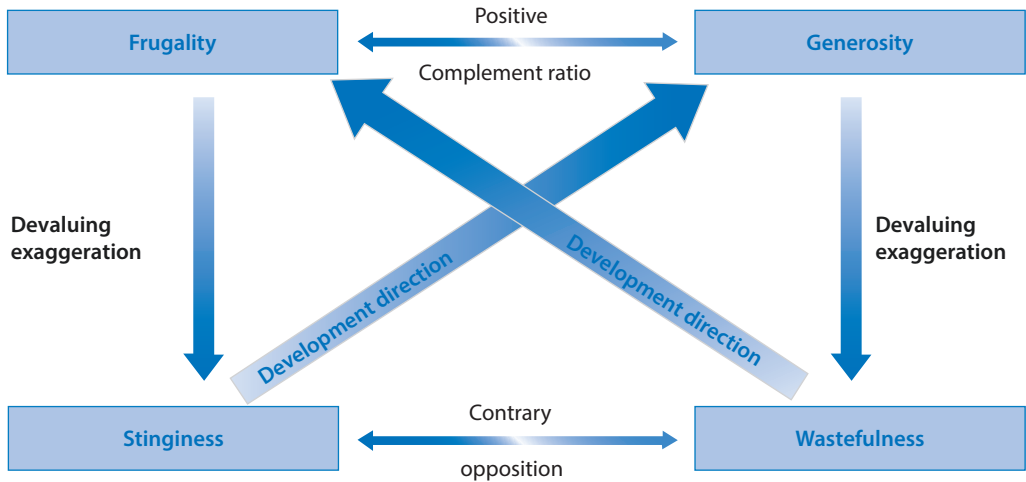 Positive
Frugality
Generosity
Complement ratio
Devaluing
exaggeration
Devaluing
exaggeration
Development direction
Development direction
Contrary
Stinginess
Wastefulness
opposition